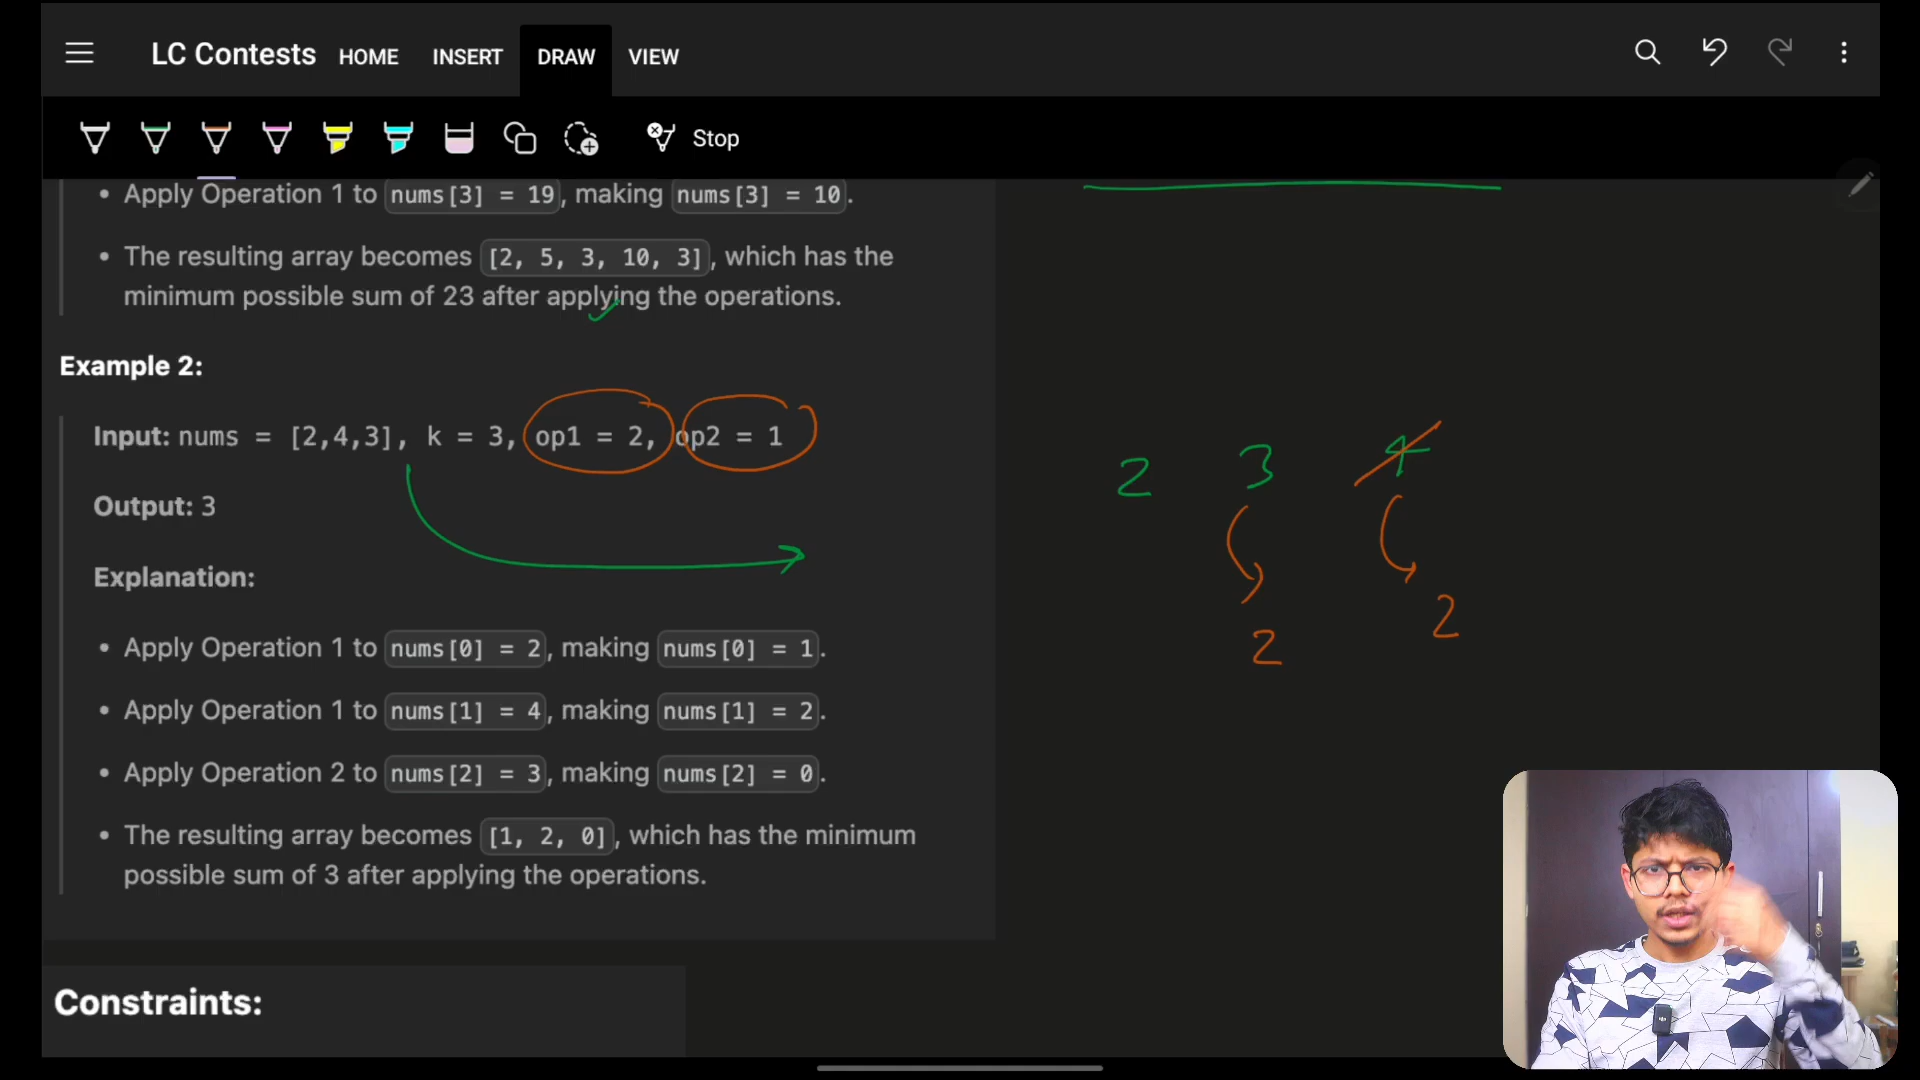 LC Contests HOME INSERT DRAW VIEW
Stop
• Apply Operation 1 to nums[3] = 19, making nums[3] = 10.
• The resulting array becomes [2, 5, 3, 10, 3], which has the
minimum possible sum of 23 after applying the operations.
Example 2:
Input: nums = [2,4,3], k = 3, op1 = 2, op2 = 1
Output: 3
Explanation:
• Apply Operation 1 to nums[0] = 2, making nums[0] = 1.
• Apply Operation 1 to nums[1] = 4, making nums[1] = 2.
• Apply Operation 2 to nums[2] = 3, making nums[2] = 0.
• The resulting array becomes [1, 2, 0], which has the minimum
possible sum of 3 after applying the operations.
Constraints:
2 3 4
2 2